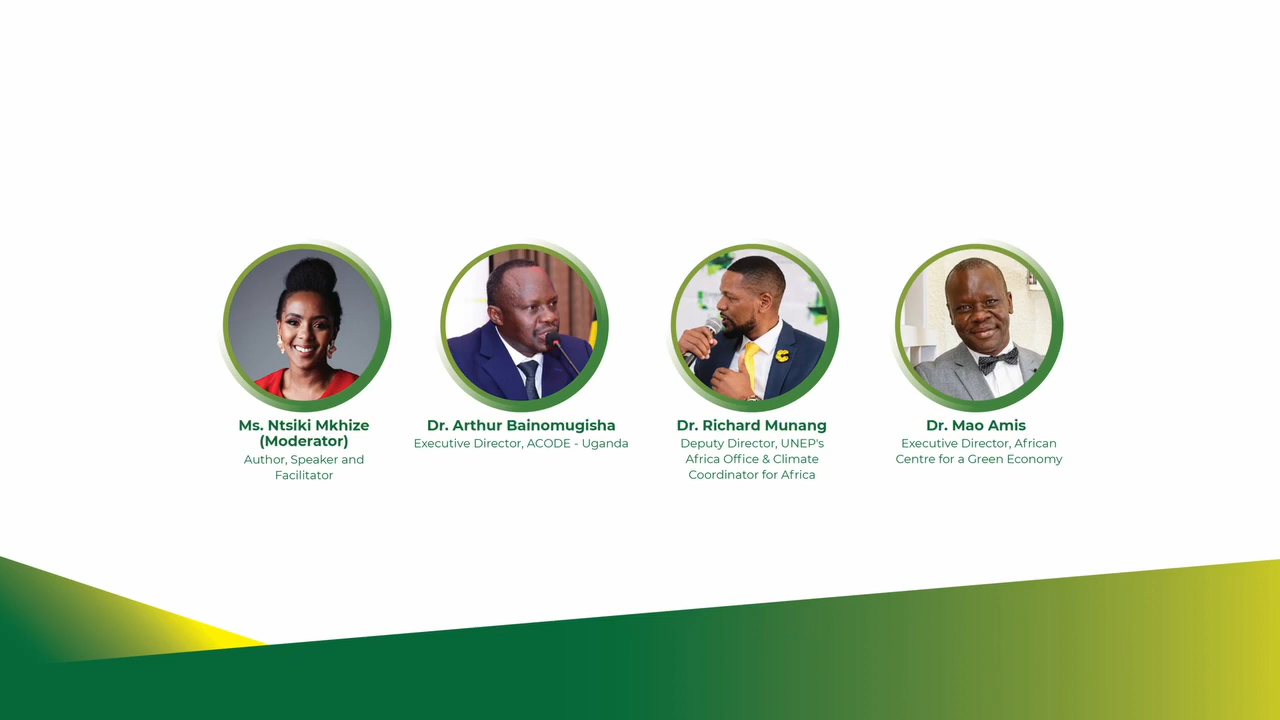 Ms. Ntsiki Mkhize
(Moderator)
Author, Speaker and
Facilitator
Dr. Arthur Bainomugisha
Executive Director, ACODE - Uganda
Dr. Richard Munang
Deputy Director, UNEP's
Africa Office & Climate
Coordinator for Africa
Dr. Mao Amis
Executive Director, African
Centre for a Green Economy